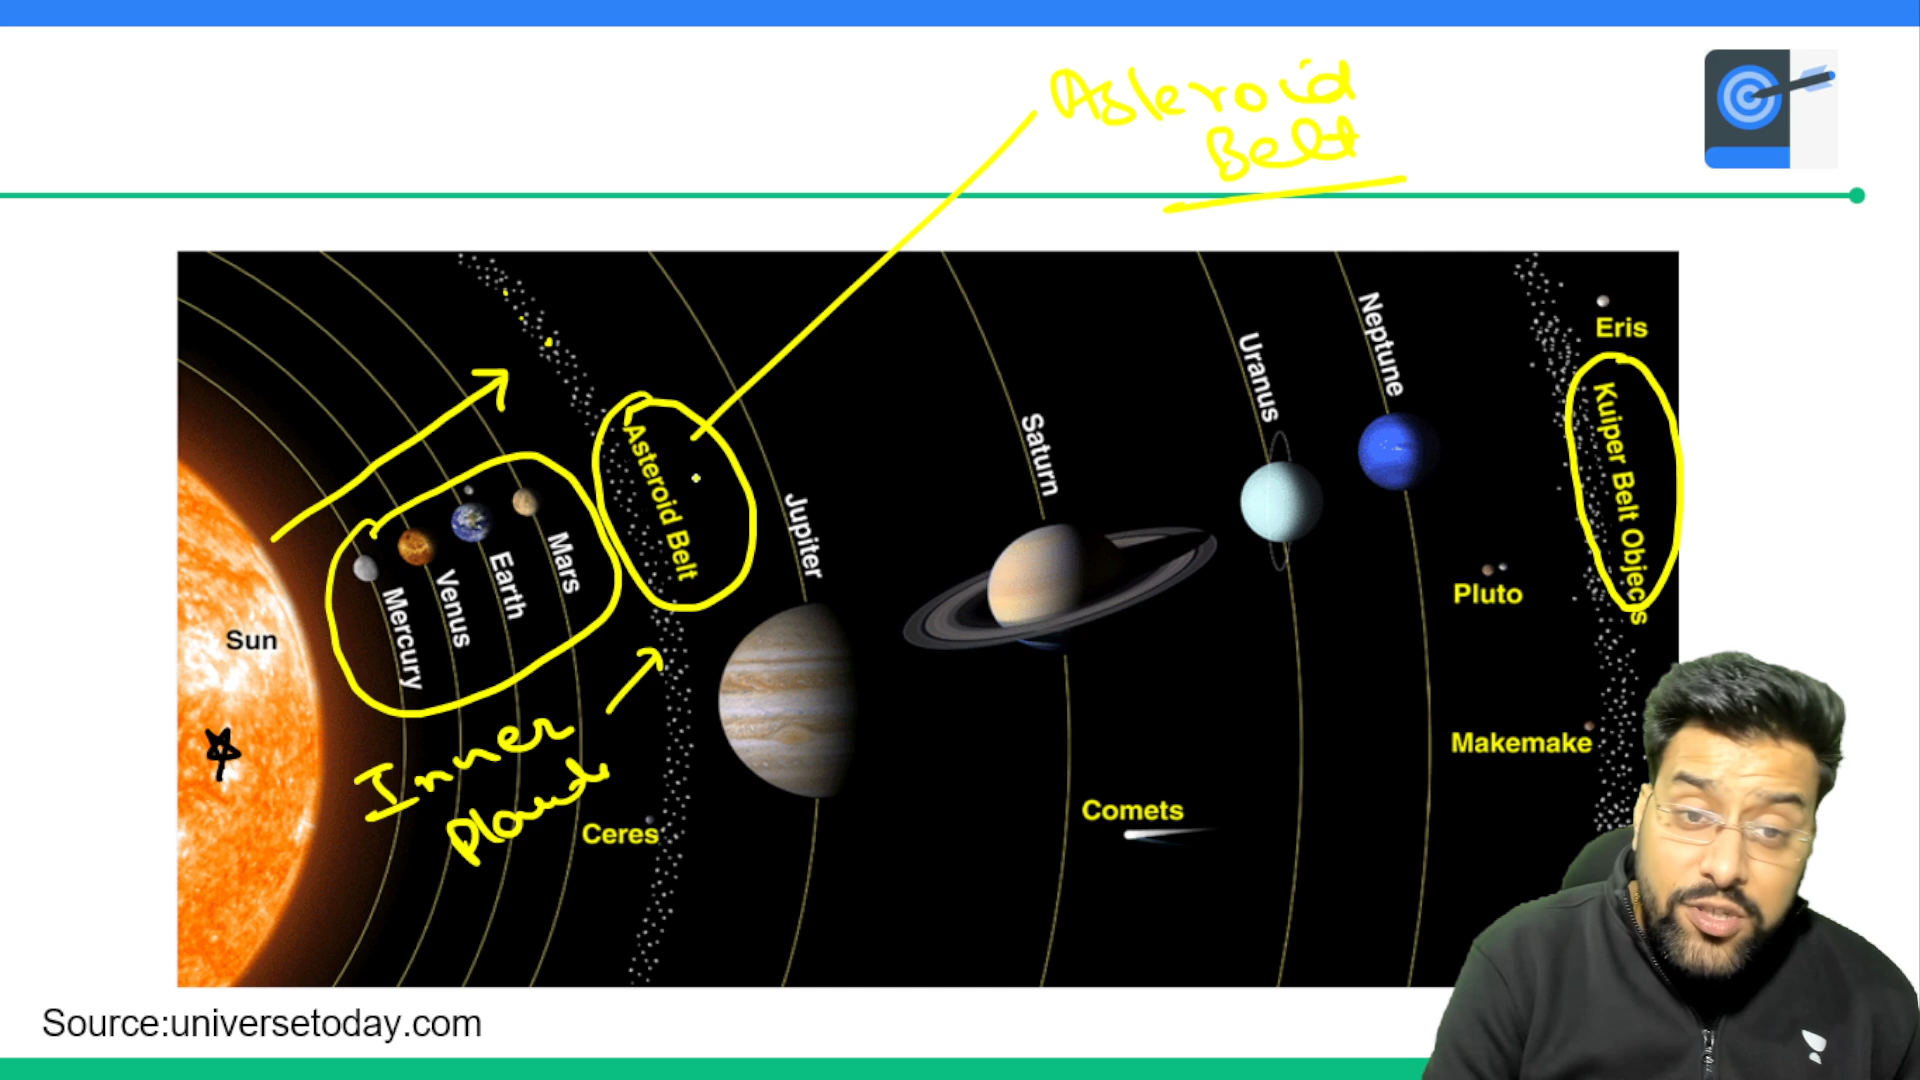 Asteroid
Belt
Eris
Neptune
Uranus
Kuiper Belt Objects
Saturn
Asteroid Belt
Jupiter
Mars
Earth
Venus
Mercury
Sun
Pluto
Inner
Planets
Makemake
Ceres
Comets
Source:universetoday.com